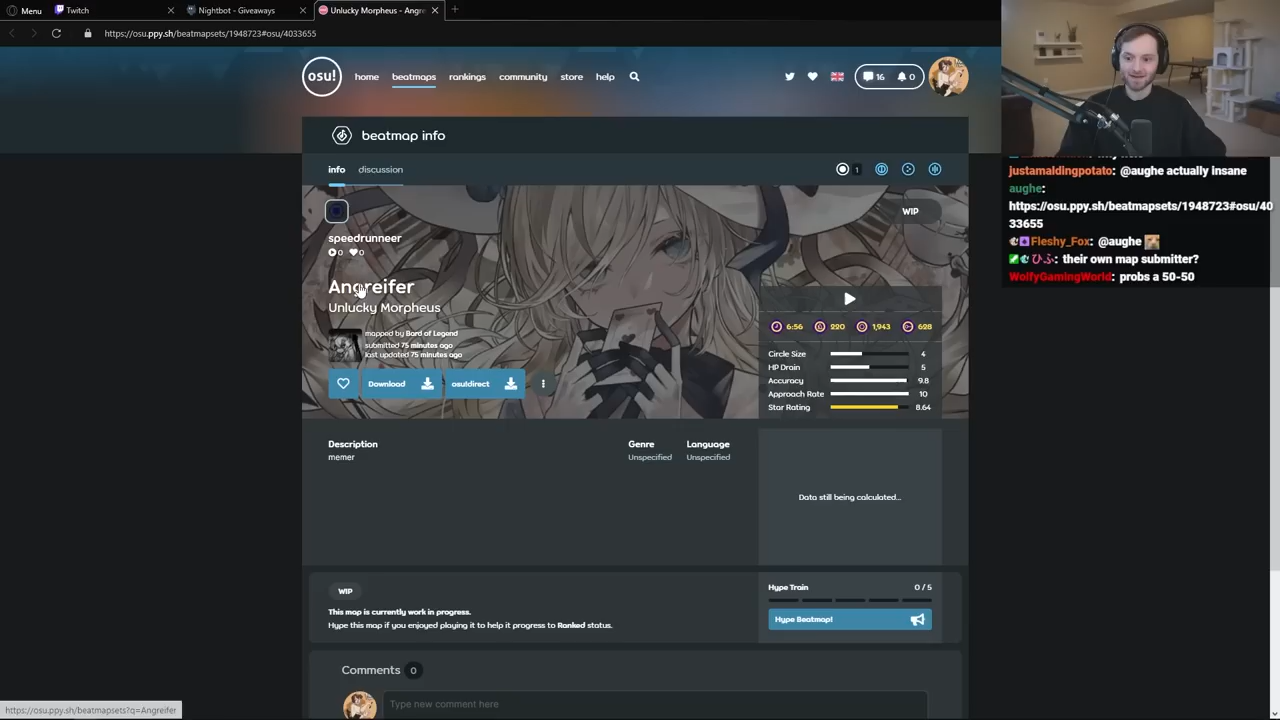 Menu
Twitch
Nightbot - Giveaways
Unlucky Morpheus - Angre
https://osu.ppy.sh/beatmapsets/1948723#osu/4033655
osu!
home
beatmaps
rankings
community
store
help
16
0
beatmap info
info
discussion
1
justamaldingpotato: @aughe actually insane
aughe:
https://osu.ppy.sh/beatmapsets/1948723#osu/40
33655
Fleshy_Fox: @aughe
ひふ: their own map submitter?
WolfyGamingWorld: probs a 50-50
WIP
speedrunneer
0 0
Angreifer
Unlucky Morpheus
mapped by Bard of Legend
submitted 75 minutes ago
last updated 75 minutes ago
Download
osu!direct
6:56 220 1,943 628
Circle Size 4
HP Drain 5
Accuracy 9.8
Approach Rate 10
Star Rating 8.64
Description
memer
Genre
Unspecified
Language
Unspecified
Data still being calculated...
WIP
This map is currently work in progress.
Hype this map if you enjoyed playing it to help it progress to Ranked status.
Hype Train 0 / 5
Hype Beatmap!
Comments 0
Type new comment here
https://osu.ppy.sh/beatmapsets?q=Angreifer